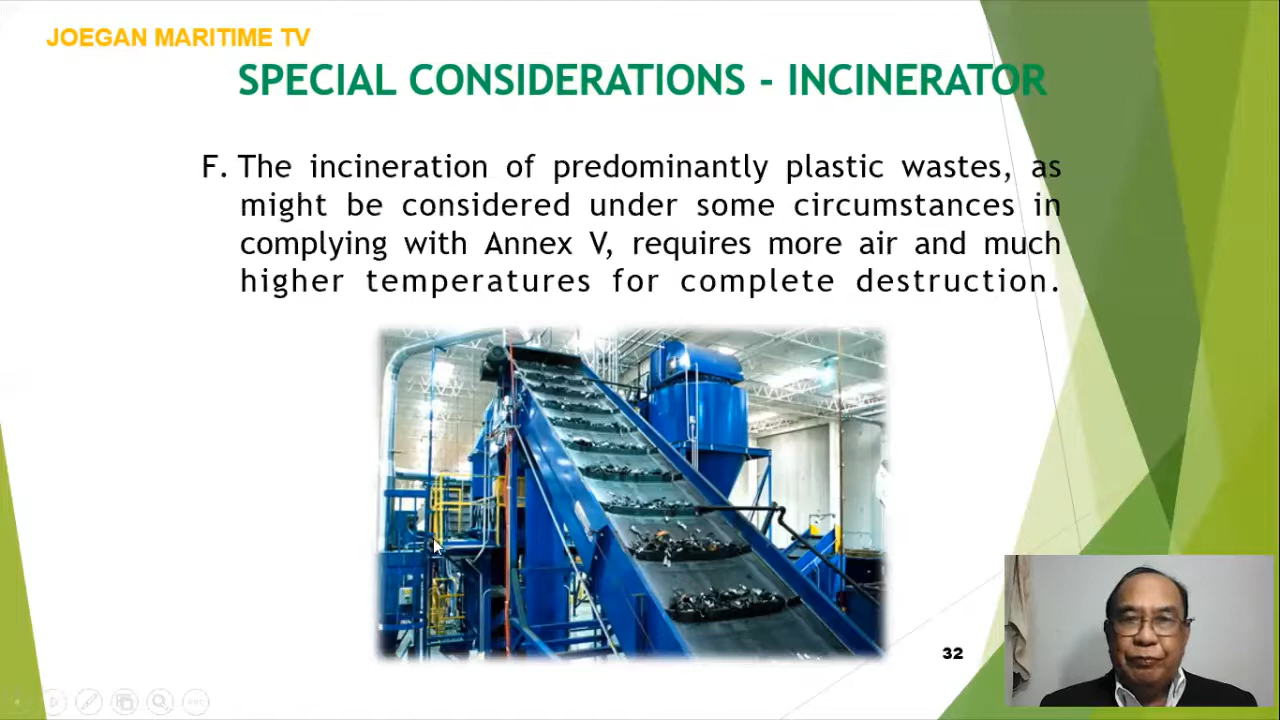 JOEGAN MARITIME TV
SPECIAL CONSIDERATIONS - INCINERATOR
F. The incineration of predominantly plastic wastes, as
might be considered under some circumstances in
complying with Annex V, requires more air and much
higher temperatures for complete destruction.
32